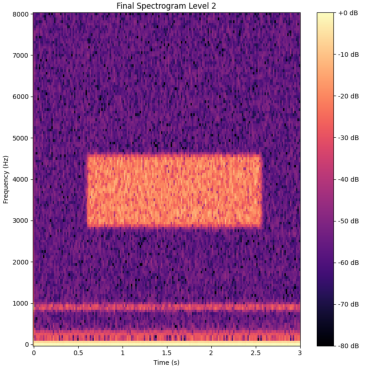 Final Spectrogram Level 2
8000
7000
6000
5000
4000
3000
2000
1000
0
Frequency (Hz)
0
0.5
1
1.5
2
2.5
3
Time (s)
+0 dB
-10 dB
-20 dB
-30 dB
-40 dB
-50 dB
-60 dB
-70 dB
-80 dB